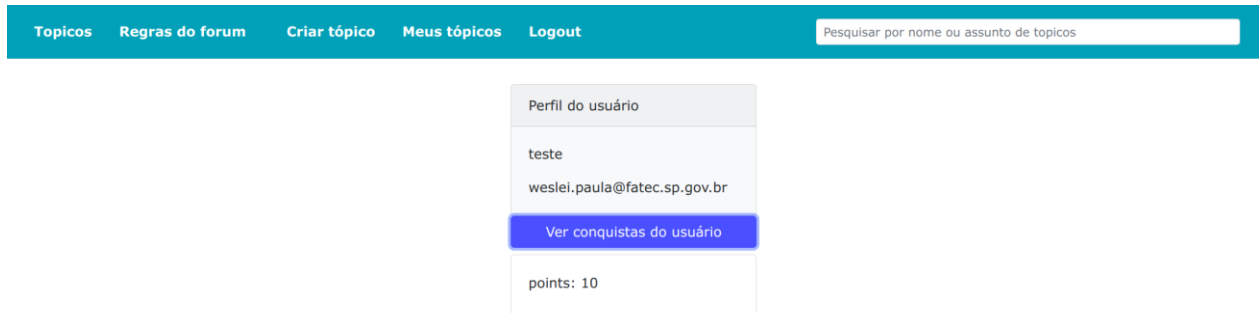 Topicos Regras do forum Criar tópico Meus tópicos Logout Pesquisar por nome ou assunto de topicos
Perfil do usuário
teste
weslei.paula@fatec.sp.gov.br
Ver conquistas do usuário
points: 10